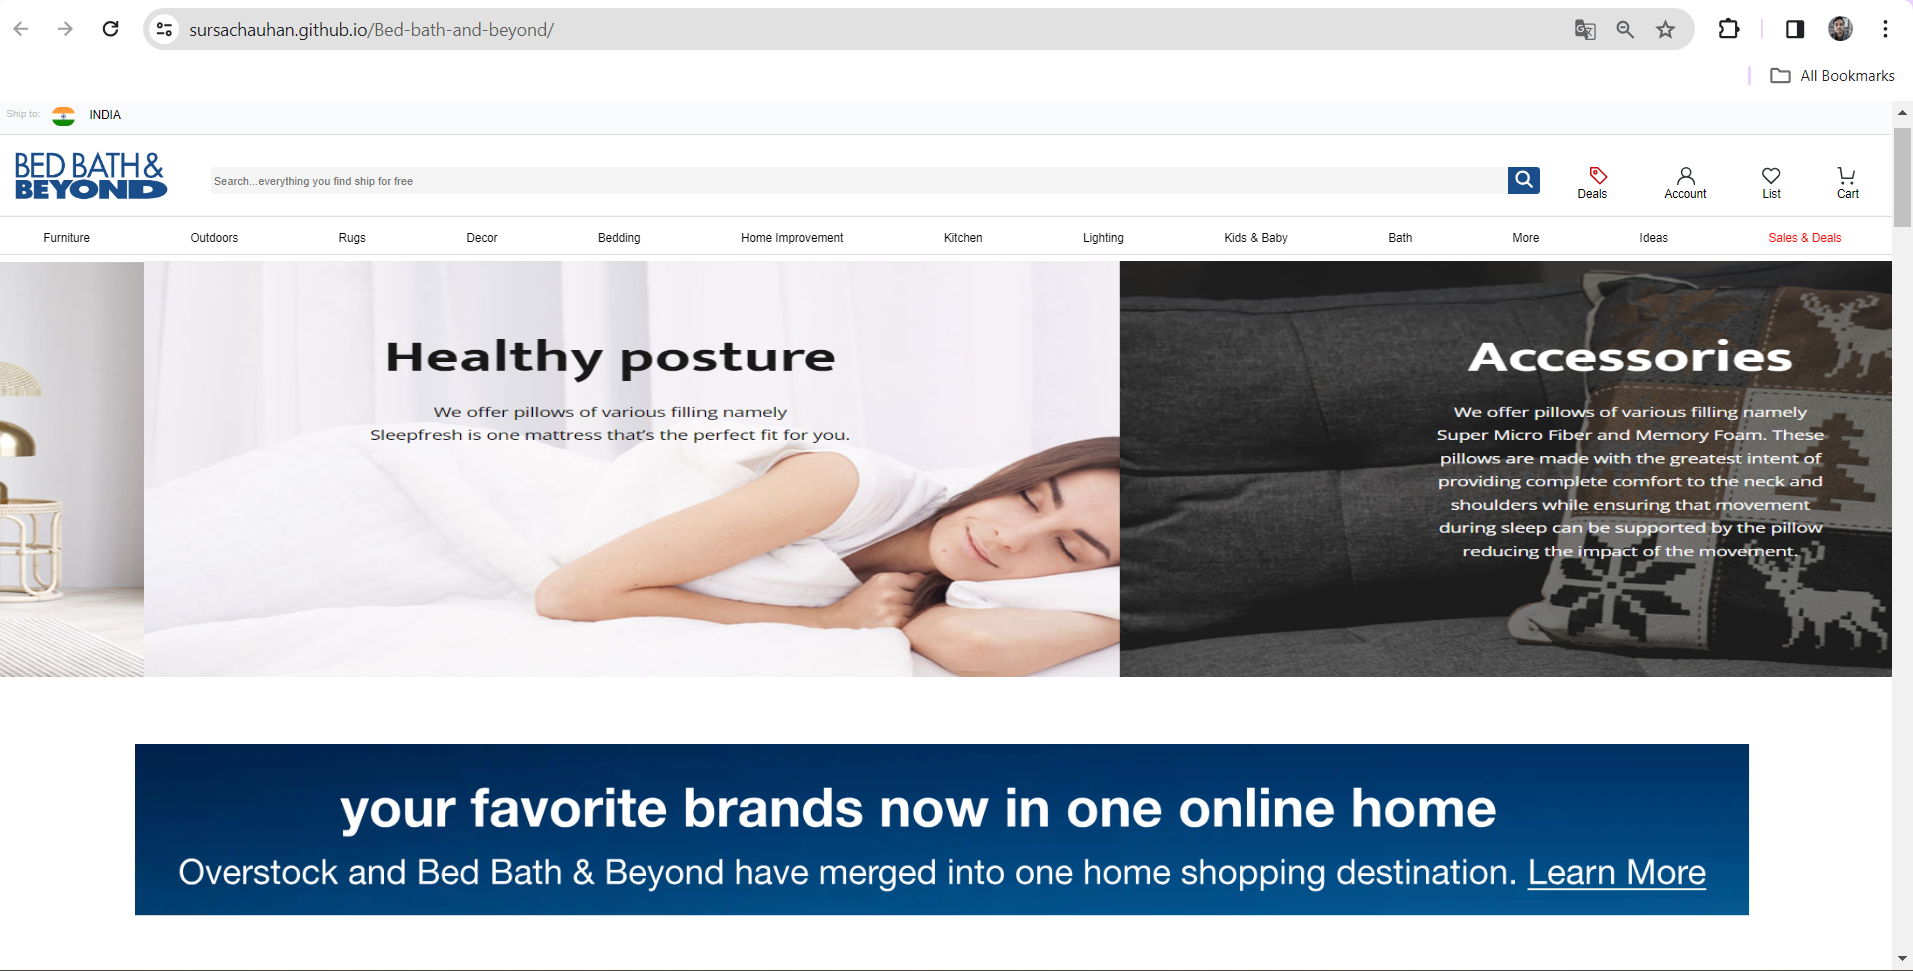 sursachauhan.github.io/Bed-bath-and-beyond/
All Bookmarks
Ship to:
INDIA
BED BATH &
BEYOND
Search...everything you find ship for free
Deals
Account
List
Cart
Furniture
Outdoors
Rugs
Decor
Bedding
Home Improvement
Kitchen
Lighting
Kids & Baby
Bath
More
Ideas
Sales & Deals
Healthy posture
We offer pillows of various filling namely
Sleepfresh is one mattress that's the perfect fit for you.
Accessories
We offer pillows of various filling namely
Super Micro Fiber and Memory Foam. These
pillows are made with the greatest intent of
providing complete comfort to the neck and
shoulders while ensuring that movement
during sleep can be supported by the pillow
reducing the impact of the movement.
your favorite brands now in one online home
Overstock and Bed Bath & Beyond have merged into one home shopping destination. Learn More